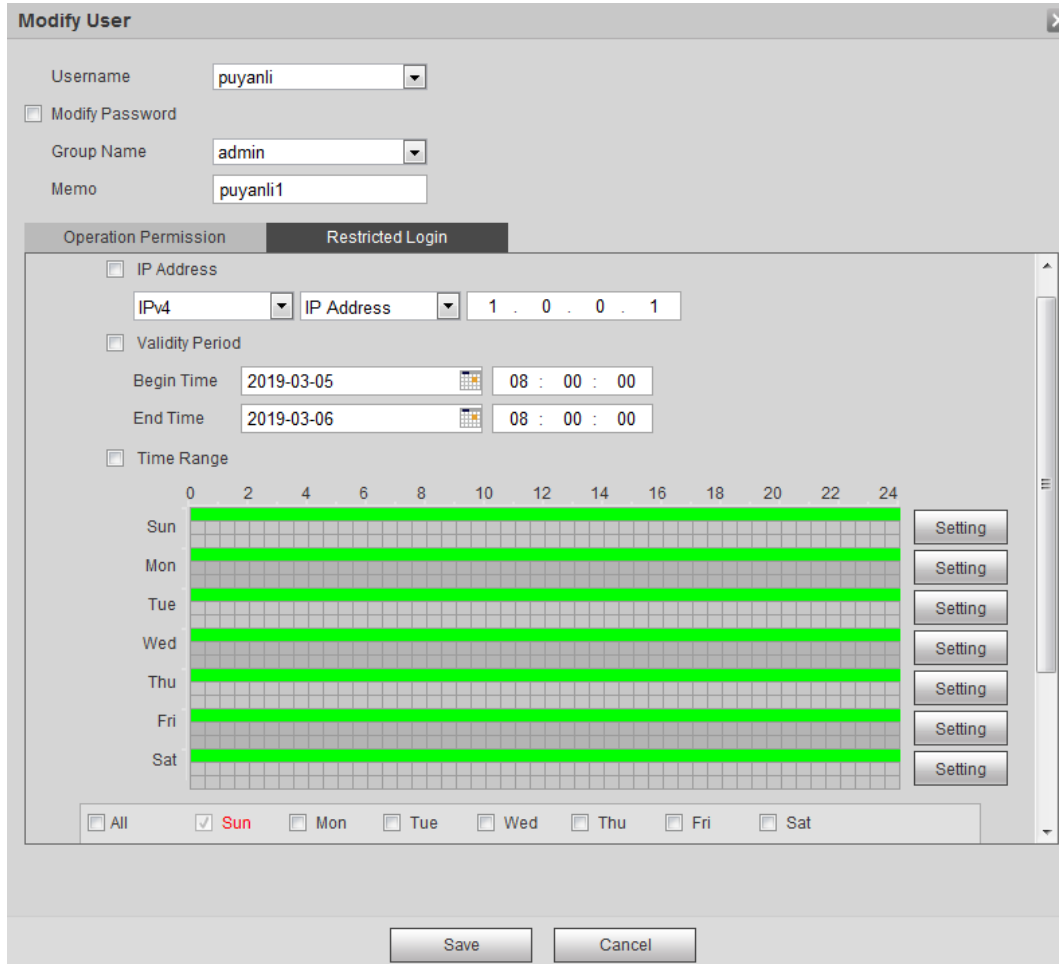 Modify User
Username puyanli
Modify Password
Group Name admin
Memo puyanli1
Operation Permission Restricted Login
IP Address
IPv4 IP Address 1 . 0 . 0 . 1
Validity Period
Begin Time 2019-03-05 08 : 00 : 00
End Time 2019-03-06 08 : 00 : 00
Time Range
0 2 4 6 8 10 12 14 16 18 20 22 24
Sun Setting
Mon Setting
Tue Setting
Wed Setting
Thu Setting
Fri Setting
Sat Setting
All Sun Mon Tue Wed Thu Fri Sat
Save Cancel